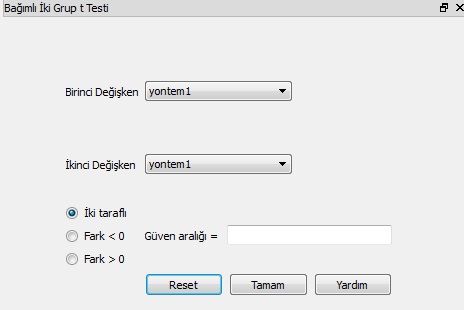 Bağımlı İki Grup t Testi
Birinci Değişken yontem1
İkinci Değişken yontem1
İki taraflı
Fark < 0 Güven aralığı =
Fark > 0
Reset Tamam Yardım